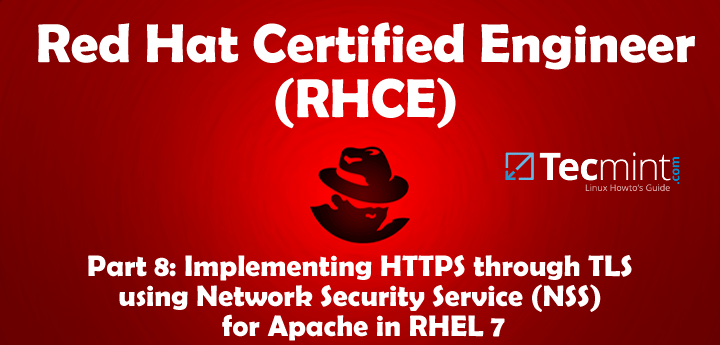 Red Hat Certified Engineer
(RHCE)
Tecmint.com
Linux Howto's Guide
Part 8: Implementing HTTPS through TLS
using Network Security Service (NSS)
for Apache in RHEL 7